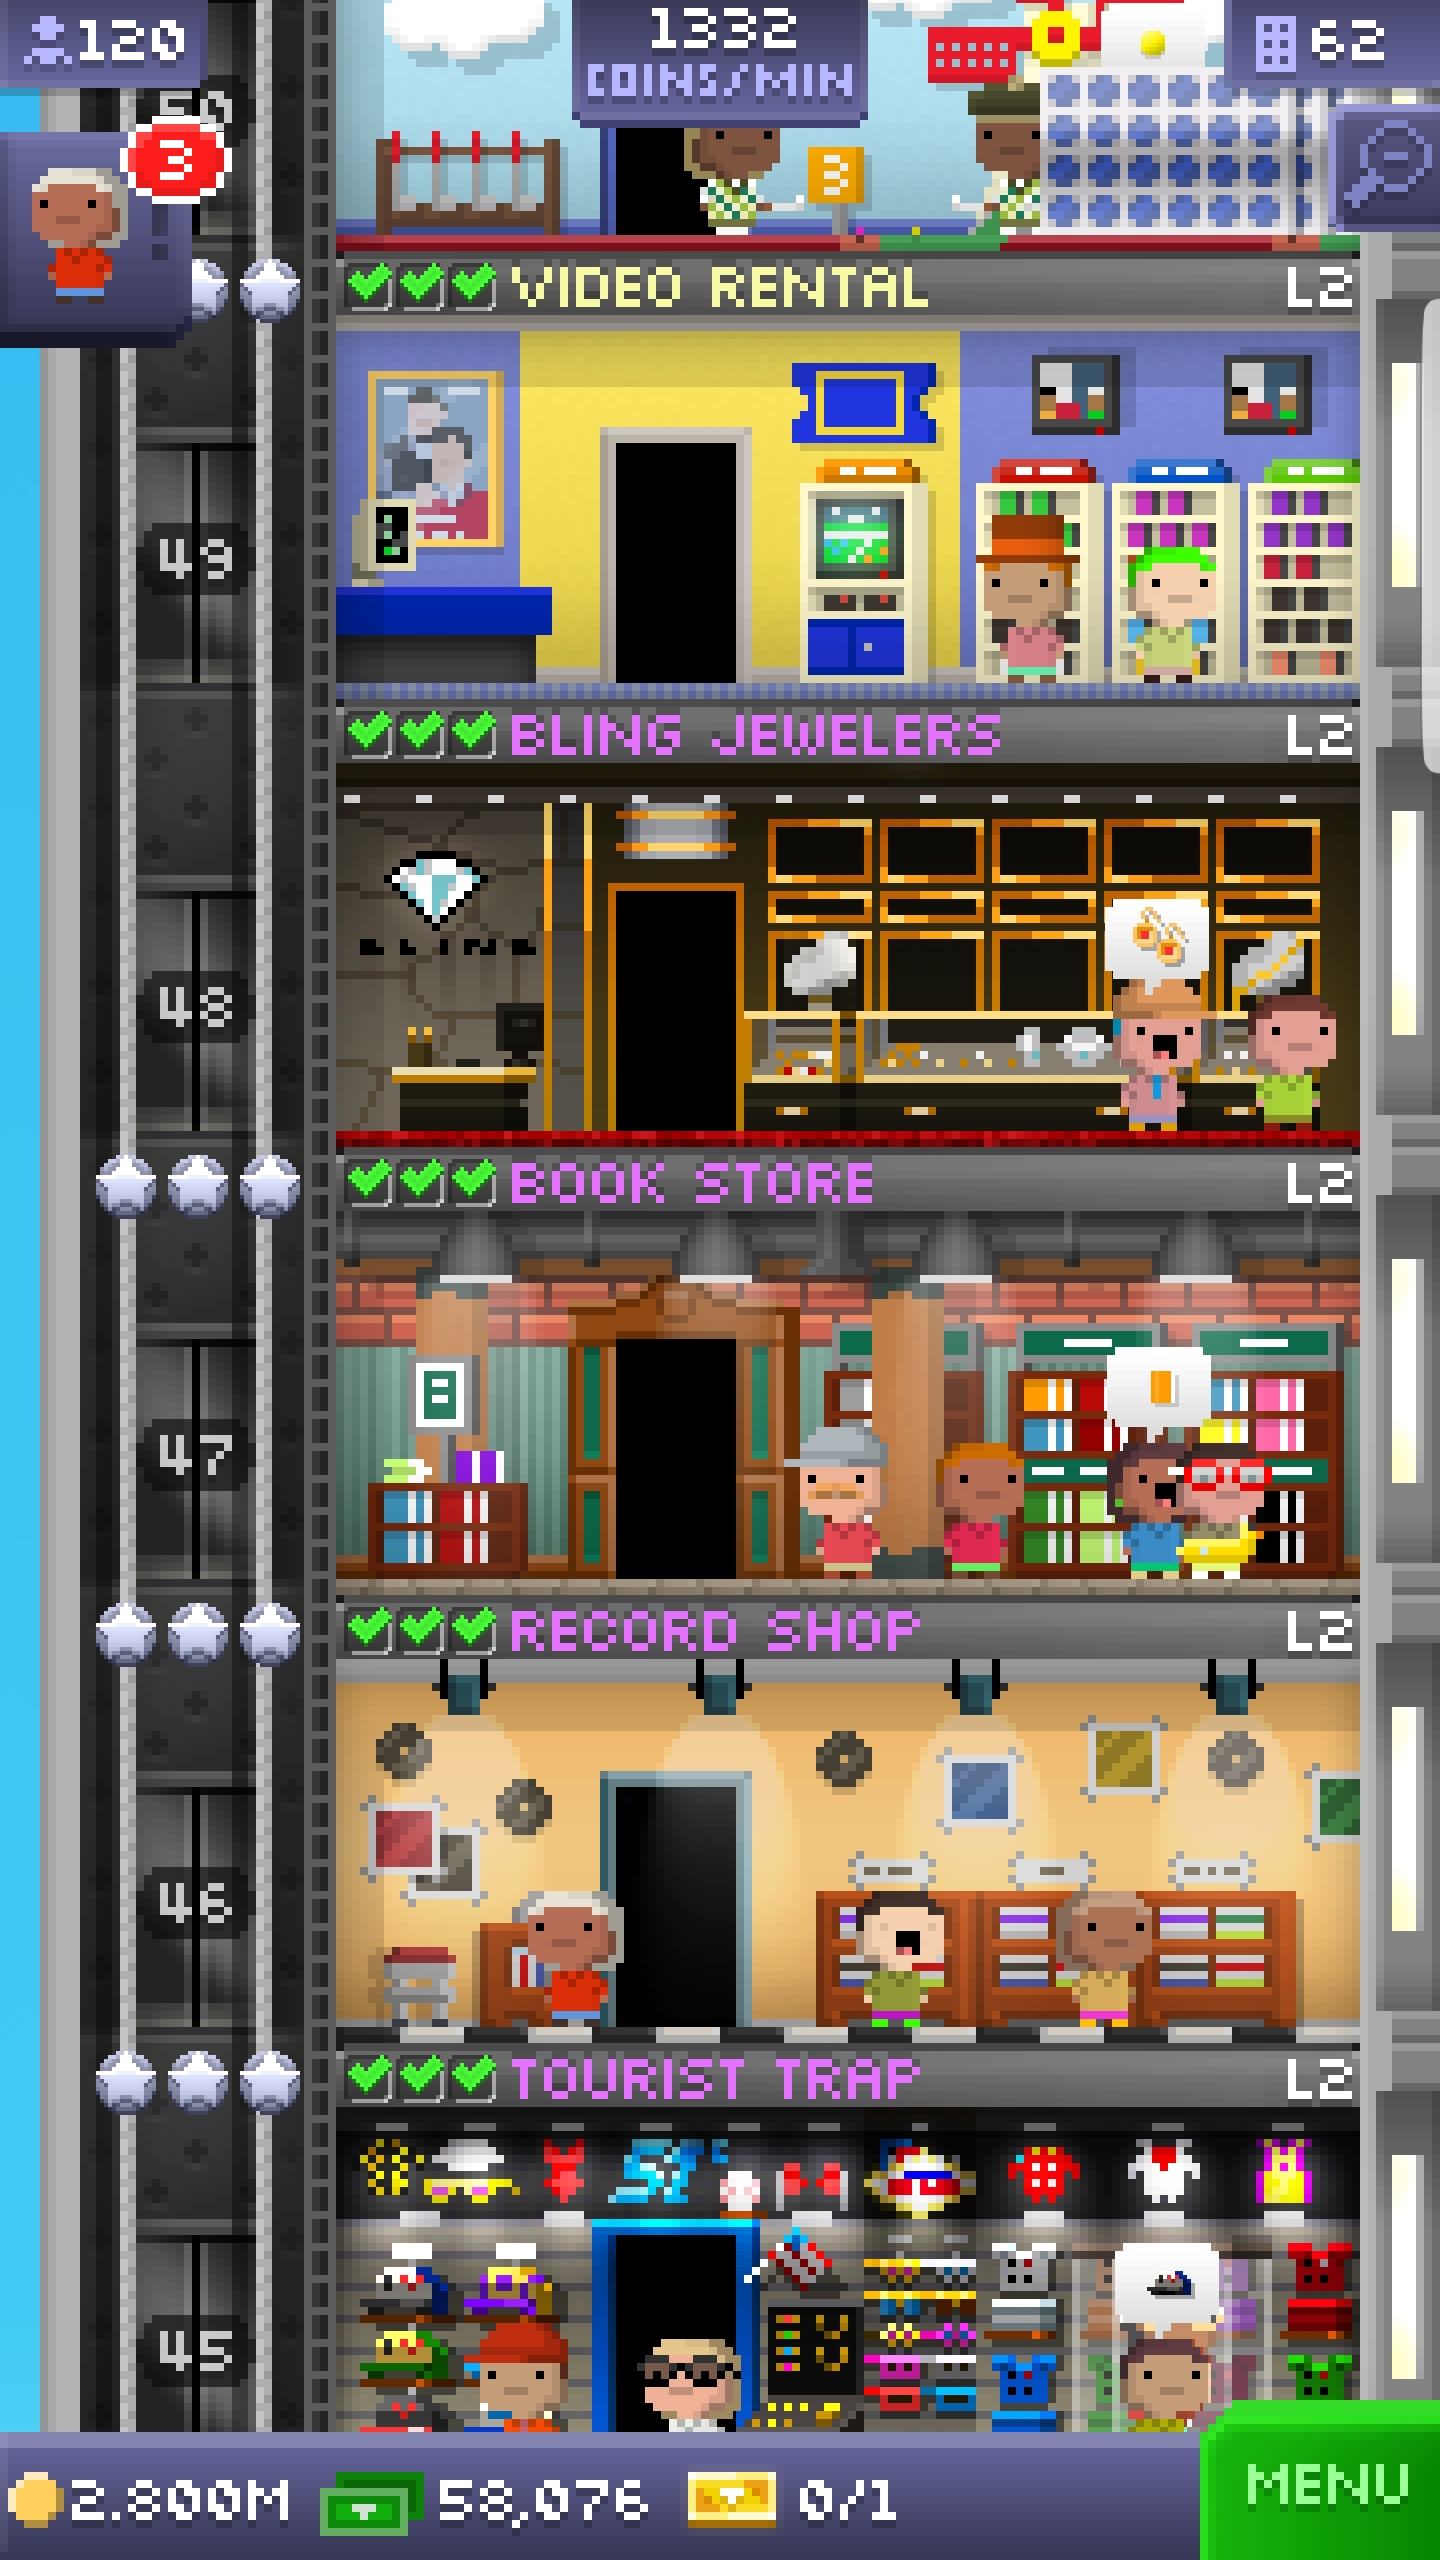 120
1332
COINS/MIN
62
50
3
3
VIDEO RENTAL L2
49
BLING JEWELERS L2
BLING
48
BOOK STORE L2
47
RECORD SHOP L2
46
TOURIST TRAP L2
45
2.800M 58,076 0/1
MENU